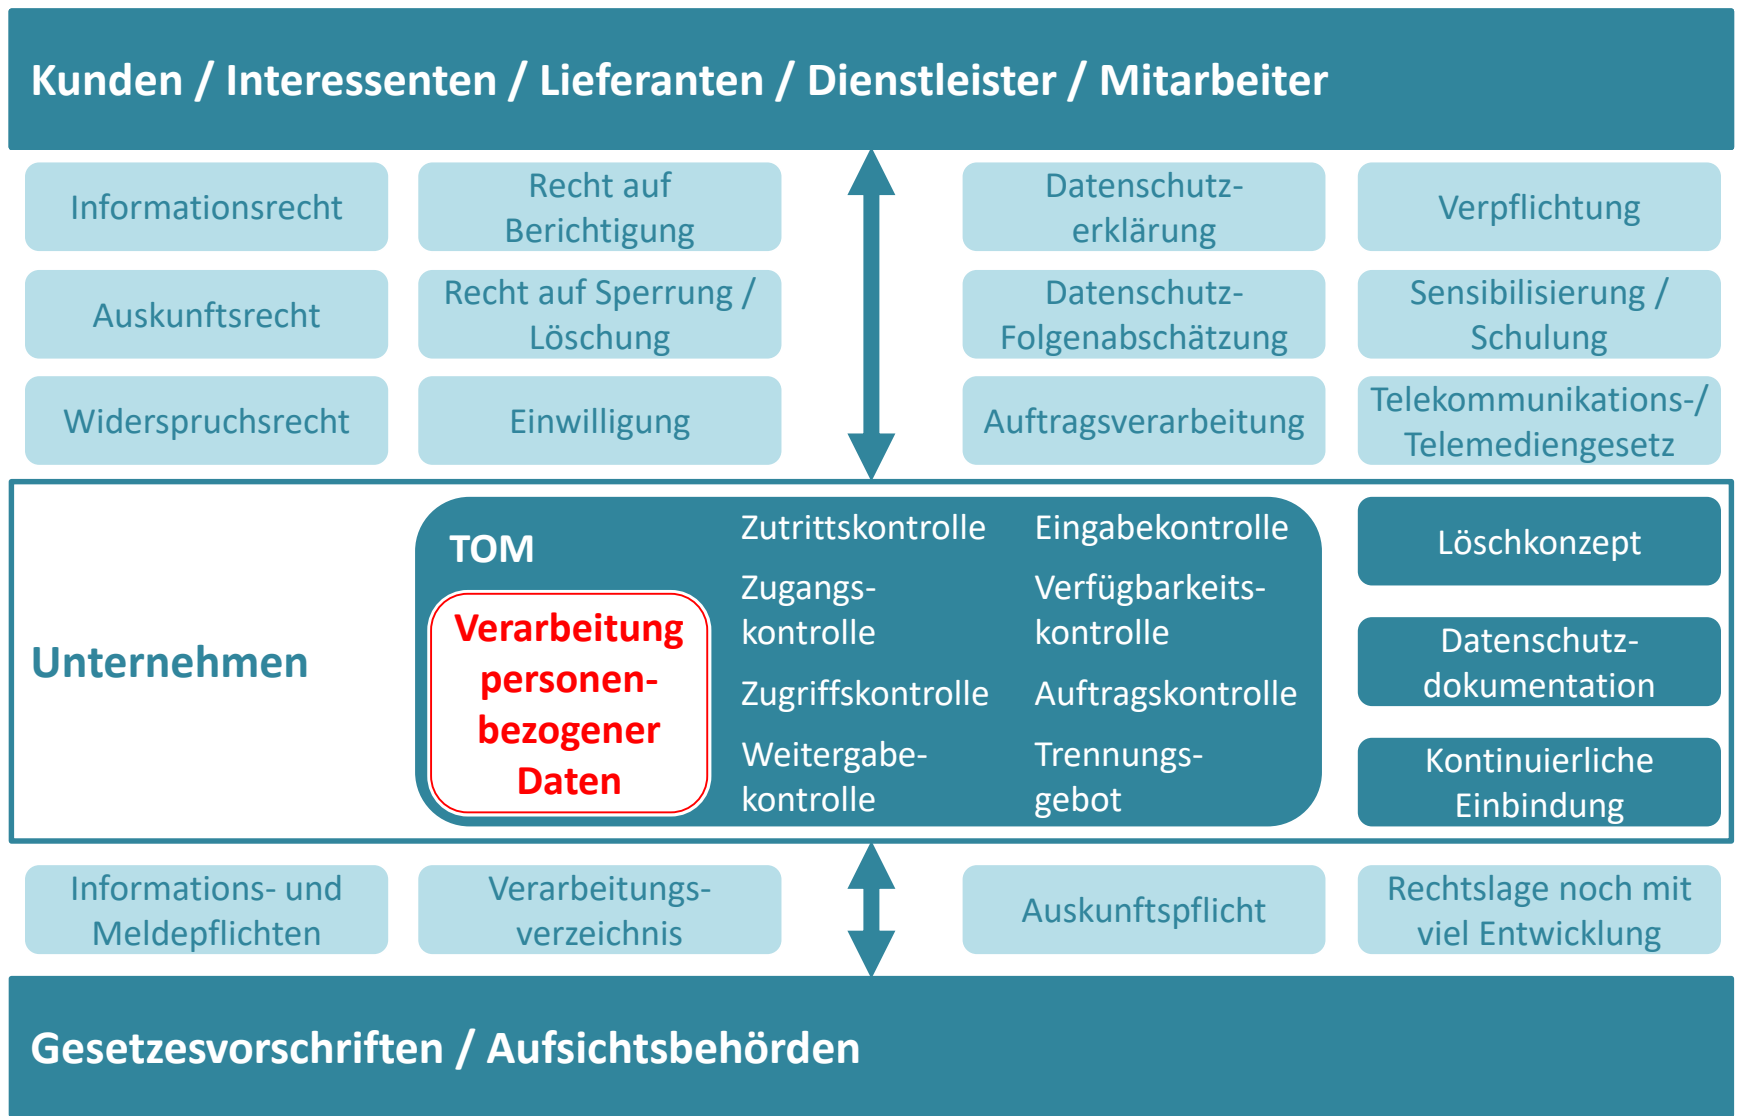 Kunden / Interessenten / Lieferanten / Dienstleister / Mitarbeiter
Informationsrecht
Recht auf
Berichtigung
Datenschutz-
erklärung
Verpflichtung
Auskunftsrecht
Recht auf Sperrung /
Löschung
Datenschutz-
Folgenabschätzung
Sensibilisierung /
Schulung
Widerspruchsrecht
Einwilligung
Auftragsverarbeitung
Telekommunikations-/
Telemediengesetz
Unternehmen
TOM
Verarbeitung
personen-
bezogener
Daten
Zutrittskontrolle
Zugangs-
kontrolle
Zugriffskontrolle
Weitergabe-
kontrolle
Eingabekontrolle
Verfügbarkeits-
kontrolle
Auftragskontrolle
Trennungs-
gebot
Löschkonzept
Datenschutz-
dokumentation
Kontinuierliche
Einbindung
Informations- und
Meldepflichten
Verarbeitungs-
verzeichnis
Auskunftspflicht
Rechtslage noch mit
viel Entwicklung
Gesetzesvorschriften / Aufsichtsbehörden